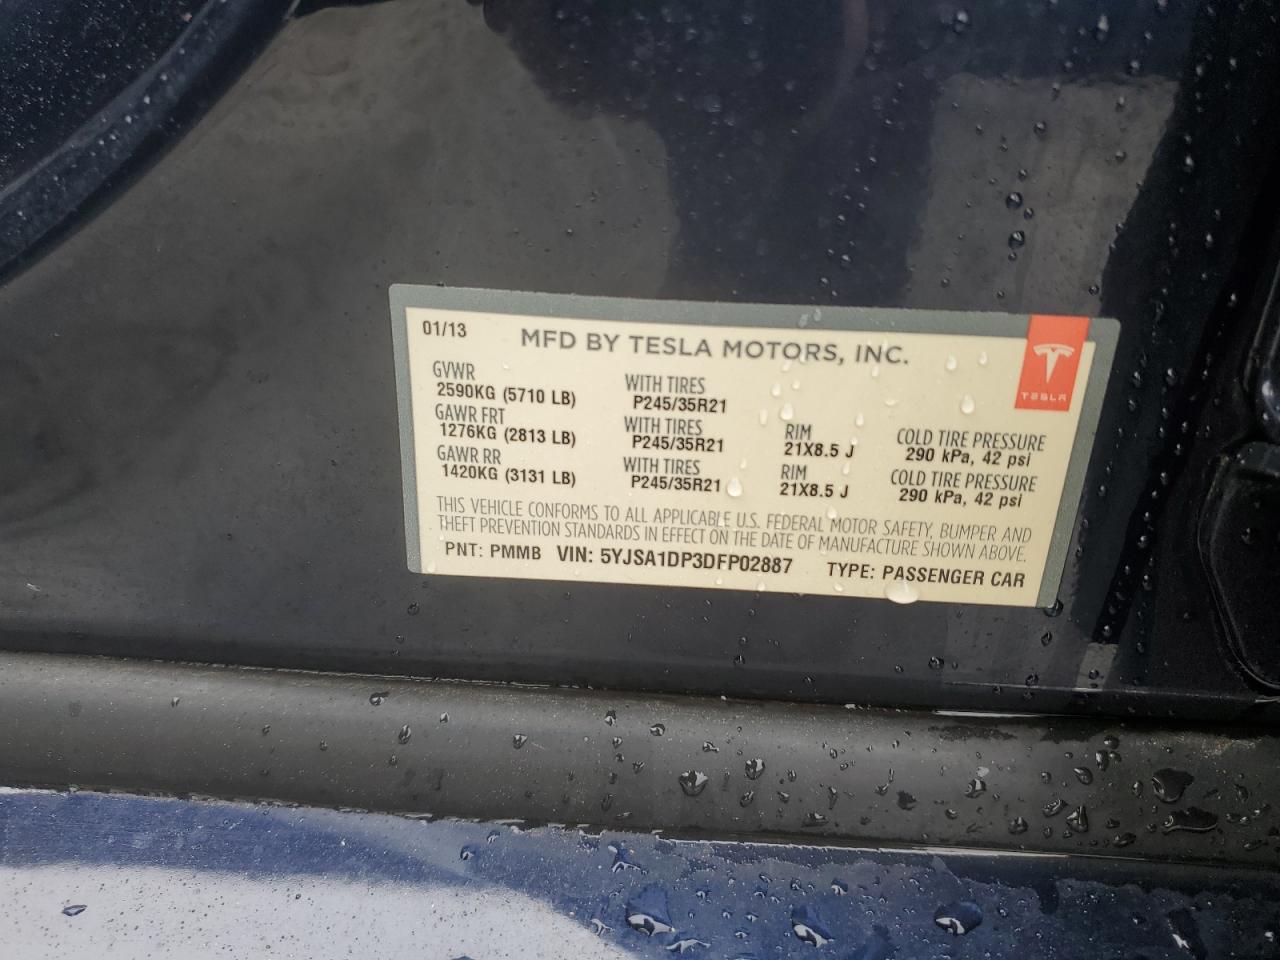 01/13 MFD BY TESLA MOTORS, INC.
TESLA
GVWR WITH TIRES
2590KG (5710 LB) P245/35R21
GAWR FRT WITH TIRES RIM COLD TIRE PRESSURE
1276KG (2813 LB) P245/35R21 21X8.5 J 290 kPa, 42 psi
GAWR RR WITH TIRES RIM COLD TIRE PRESSURE
1420KG (3131 LB) P245/35R21 21X8.5 J 290 kPa, 42 psi
THIS VEHICLE CONFORMS TO ALL APPLICABLE U.S. FEDERAL MOTOR SAFETY, BUMPER AND
THEFT PREVENTION STANDARDS IN EFFECT ON THE DATE OF MANUFACTURE SHOWN ABOVE.
PNT: PMMB VIN: 5YJSA1DP3DFP02887 TYPE: PASSENGER CAR